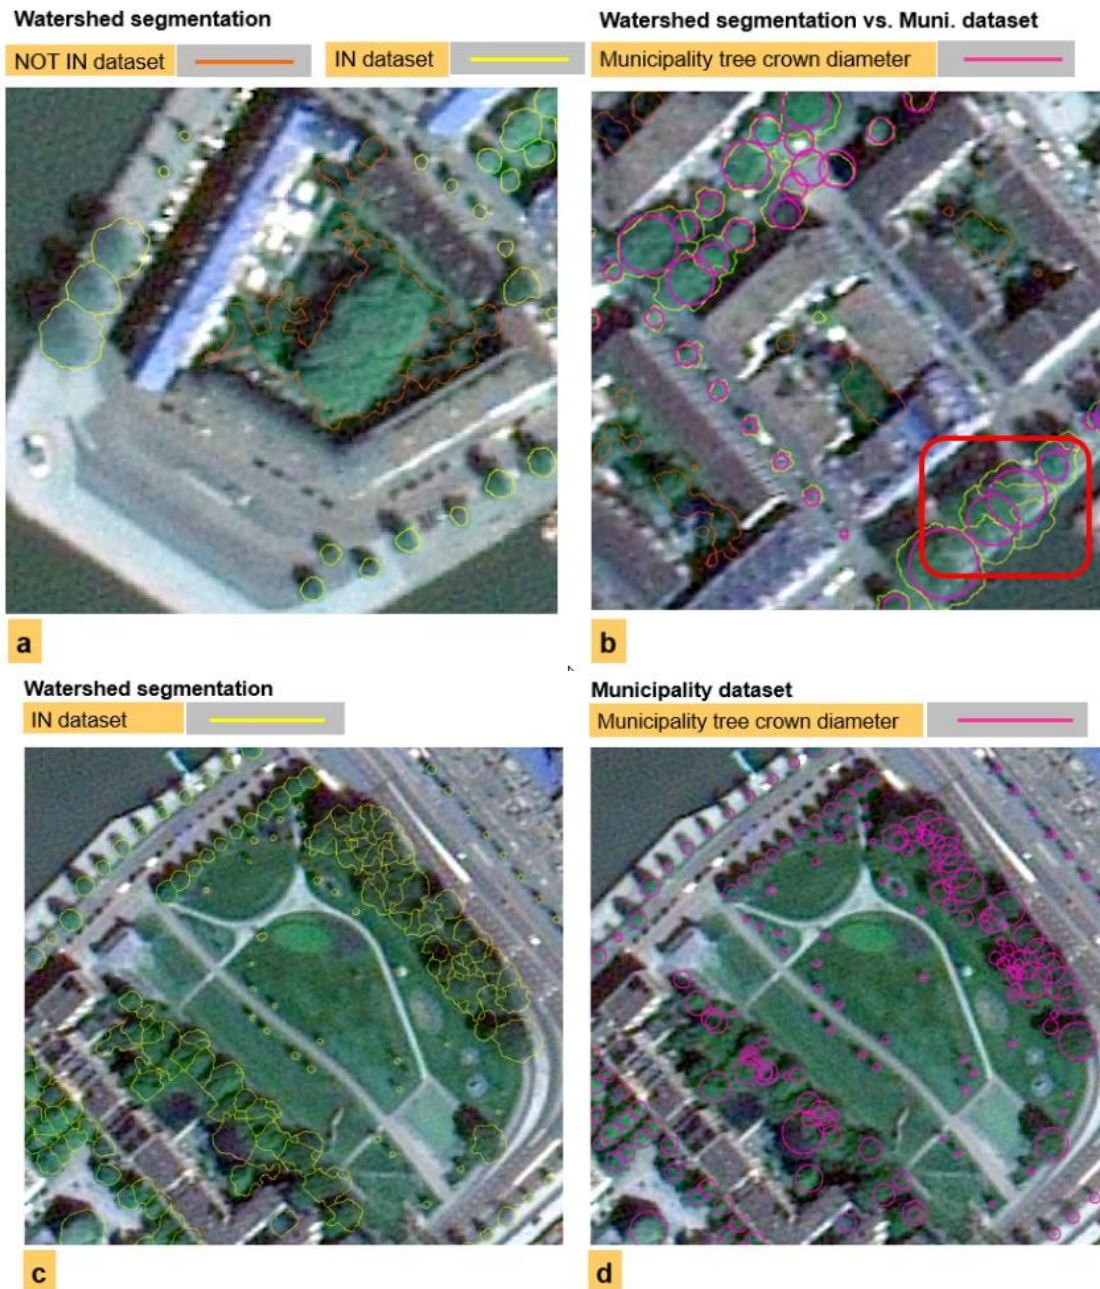 Watershed segmentation
NOT IN dataset
IN dataset
Watershed segmentation vs. Muni. dataset
Municipality tree crown diameter
a
b
Watershed segmentation
IN dataset
Municipality dataset
Municipality tree crown diameter
c
d